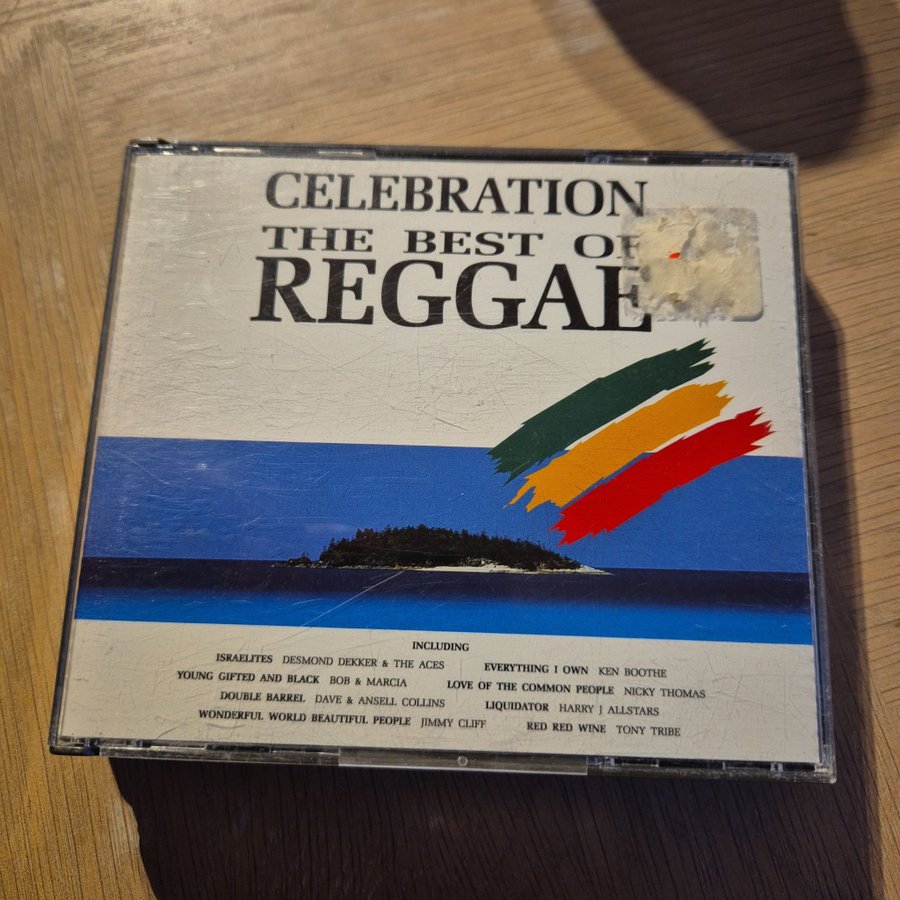 CELEBRATION
THE BEST OF
REGGAE
INCLUDING
ISRAELITES DESMOND DEKKER & THE ACES EVERYTHING I OWN KEN BOOTHE
YOUNG GIFTED AND BLACK BOB & MARCIA LOVE OF THE COMMON PEOPLE NICKY THOMAS
DOUBLE BARREL DAVE & ANSELL COLLINS LIQUIDATOR HARRY J ALLSTARS
WONDERFUL WORLD BEAUTIFUL PEOPLE JIMMY CLIFF RED RED WINE TONY TRIBE